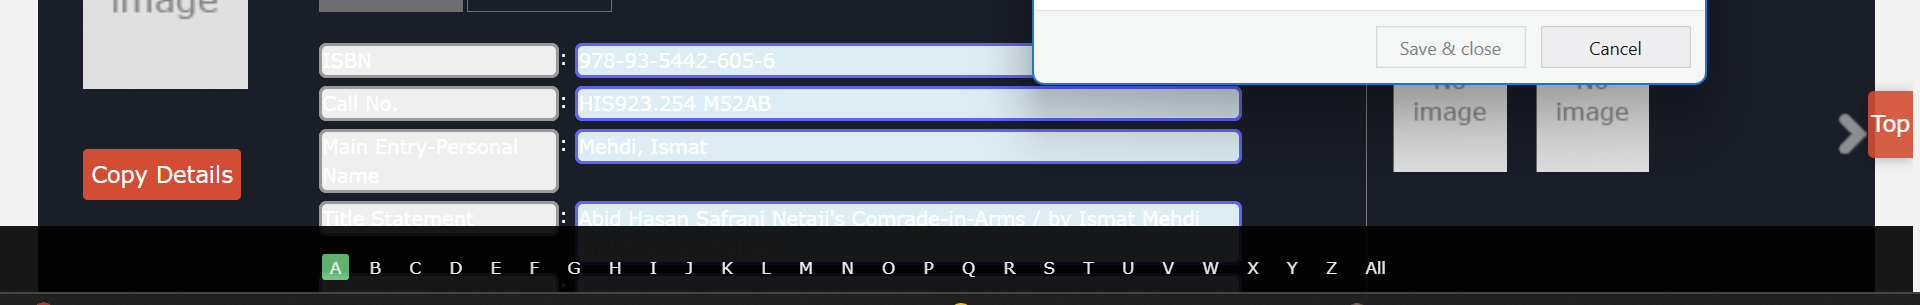 image
Save & close
Cancel
ISBN : 978-93-5442-605-6
Call No. : HIS923.254 M52AB
No
image
image
Top
Main Entry-Personal Name : Mehdi, Ismat
Copy Details
Title Statement : Abid Hasan Safrani Netaji's Comrade-in-Arms / by Ismat Mehdi
A B C D E F G H I J K L M N O P Q R S T U V W X Y Z All